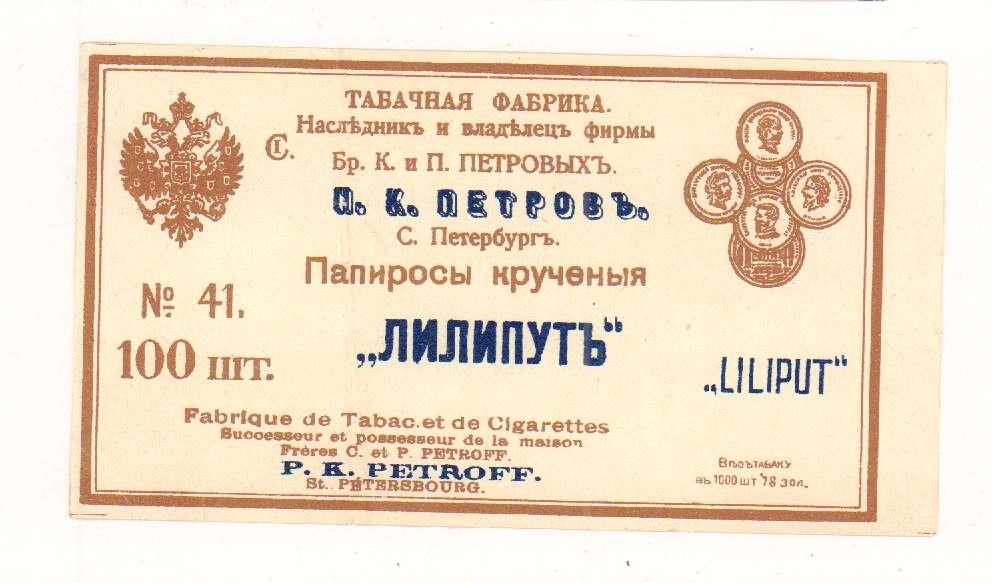 ТАБАЧНАЯ ФАБРИКА.
Наслѣдникъ и владѣлецъ фирмы
Бр. К. и П. ПЕТРОВЫХЪ.
П. К. ПЕТРОВЪ.
С. Петербургъ.
Папиросы крученыя
№ 41.
100 шт.
„ЛИЛИПУТЪ“
„LILIPUT“
Fabrique de Tabac et de Cigarettes
Successeur et possesseur de la maison
Frères C. et P. PETROFF.
P. K. PETROFF.
St. PÉTERSBOURG.
ВѢСЪ ТАБАКУ
ВЪ 1000 ШТ 78 ЗОЛ.